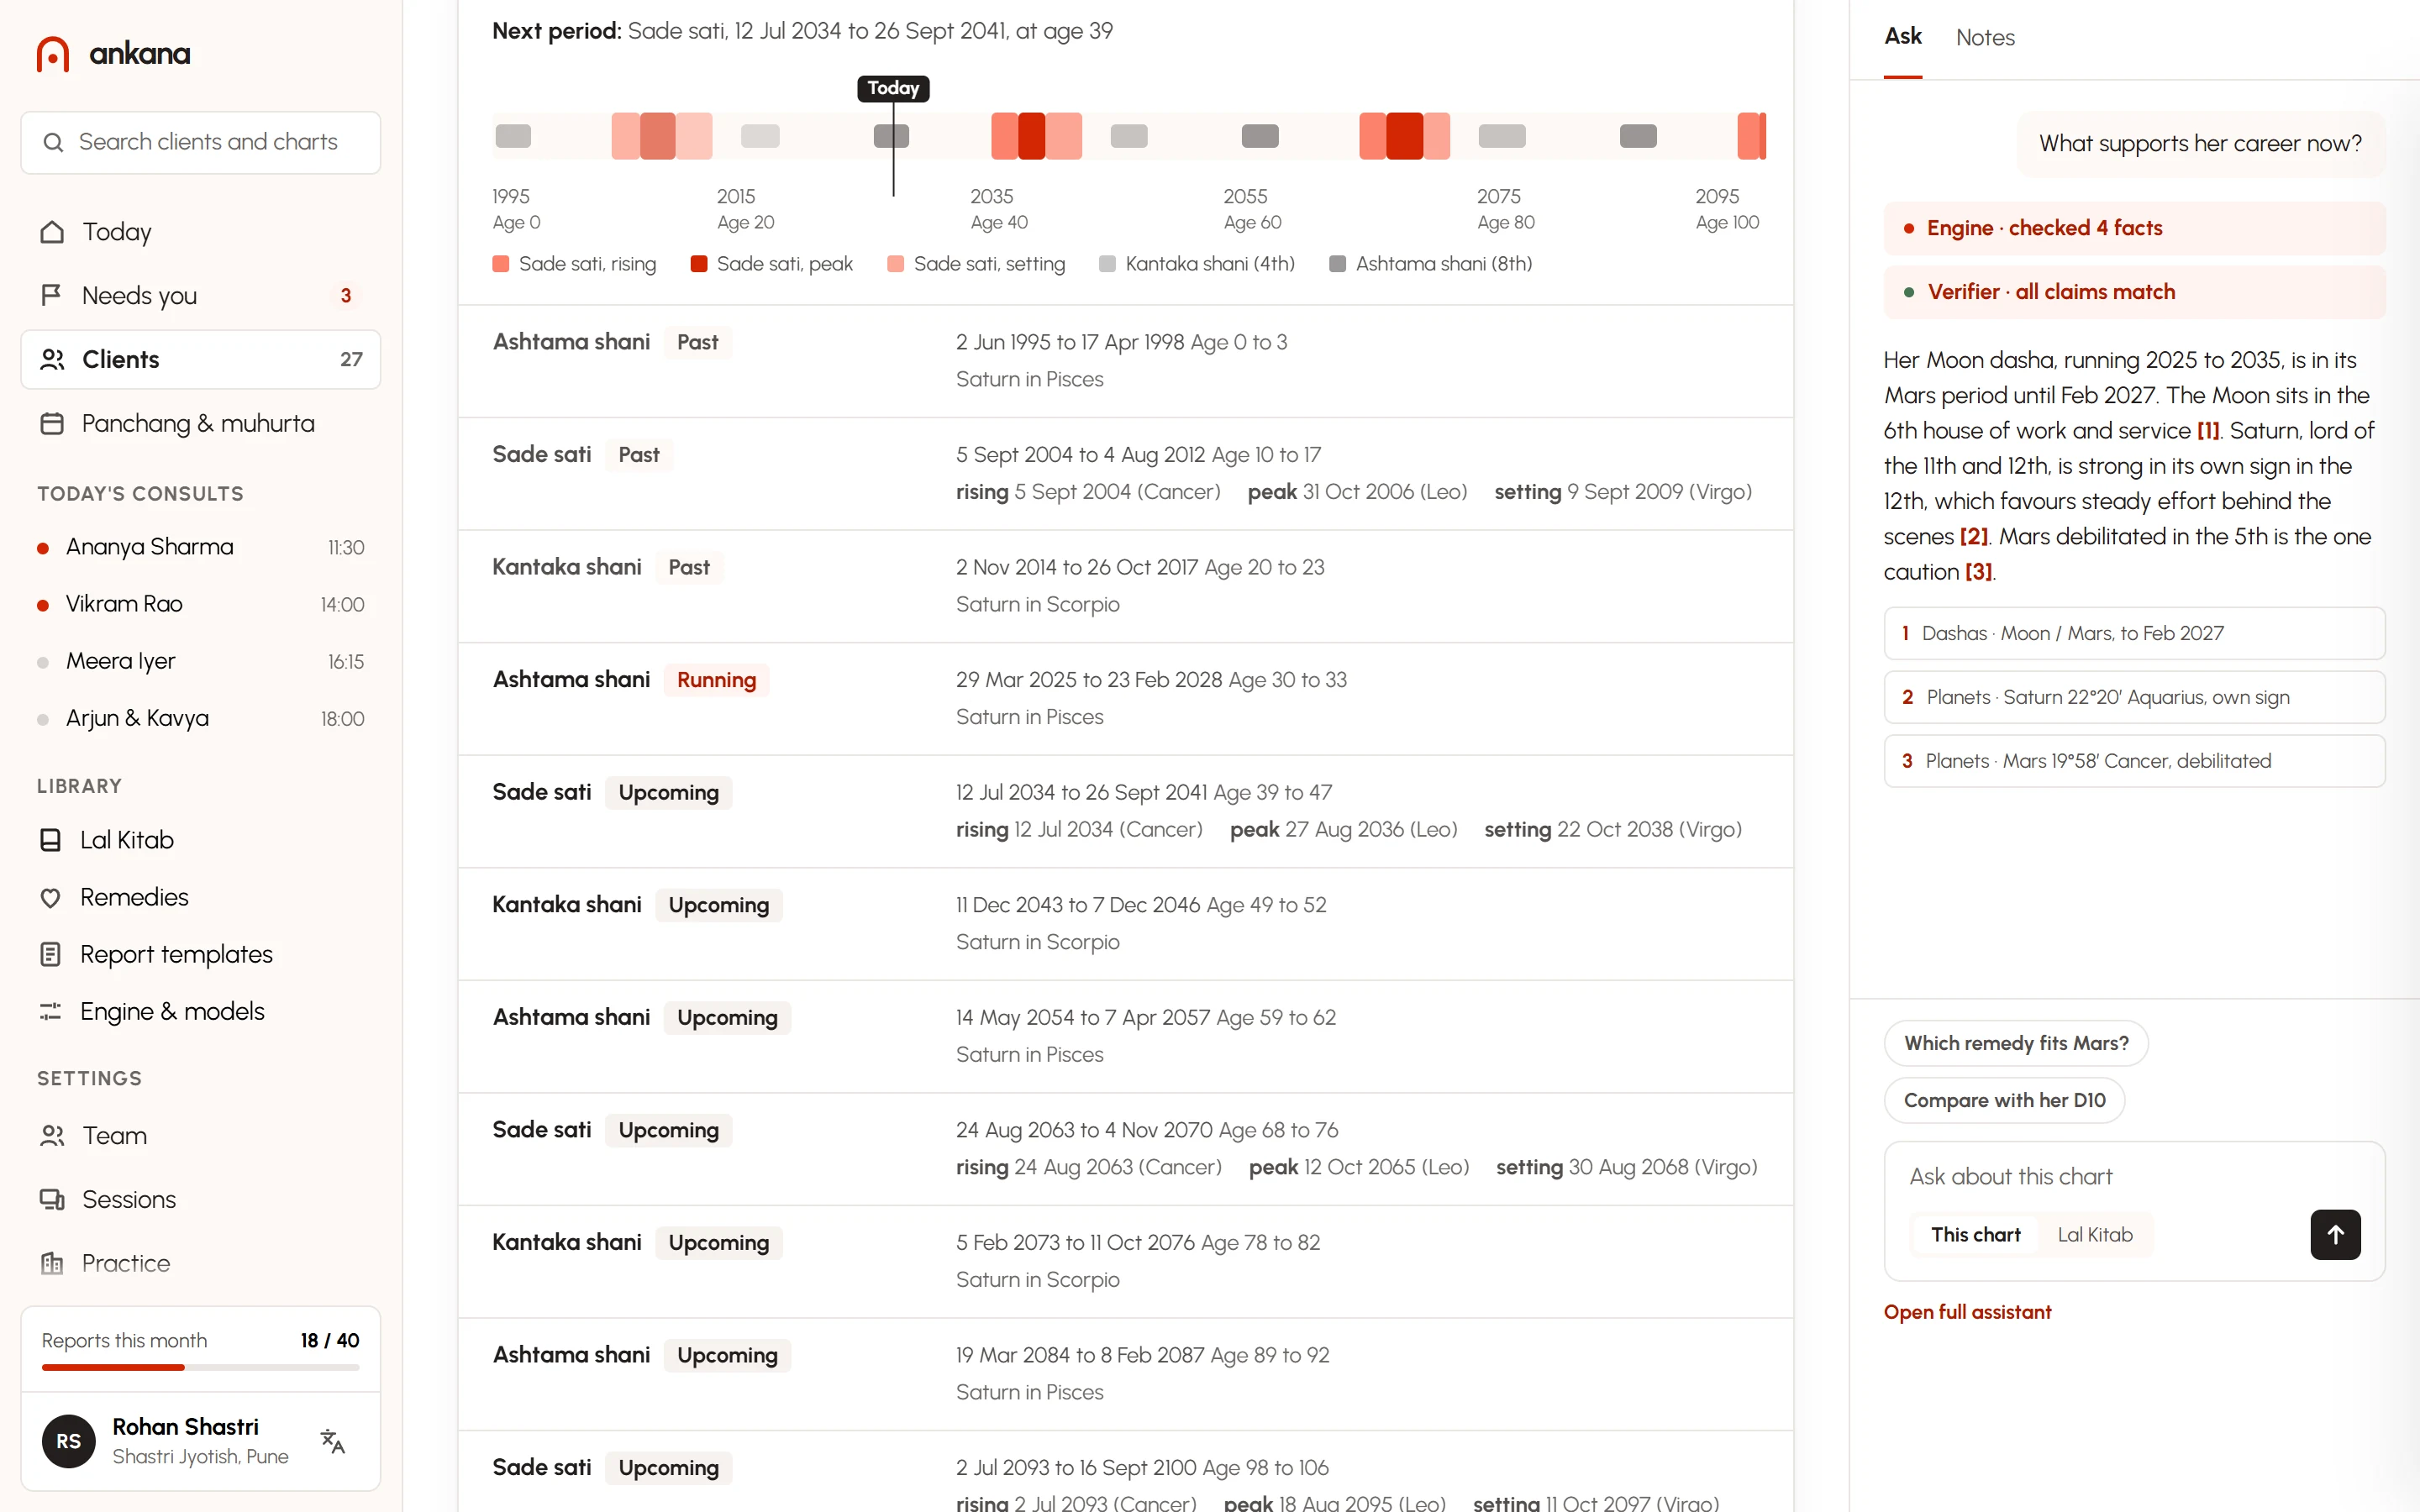 ankana
Search clients and charts
Today
Needs you 3
Clients 27
Panchang & muhurta
TODAY'S CONSULTS
Ananya Sharma 11:30
Vikram Rao 14:00
Meera Iyer 16:15
Arjun & Kavya 18:00
LIBRARY
Lal Kitab
Remedies
Report templates
Engine & models
SETTINGS
Team
Sessions
Practice
Reports this month 18 / 40
RS
Rohan Shastri
Shastri Jyotish, Pune
Next period: Sade sati, 12 Jul 2034 to 26 Sept 2041, at age 39
Today
1995 2015 2035 2055 2075 2095
Age 0 Age 20 Age 40 Age 60 Age 80 Age 100
Sade sati, rising Sade sati, peak Sade sati, setting Kantaka shani (4th) Ashtama shani (8th)
Ashtama shani Past 2 Jun 1995 to 17 Apr 1998 Age 0 to 3
Saturn in Pisces
Sade sati Past 5 Sept 2004 to 4 Aug 2012 Age 10 to 17
rising 5 Sept 2004 (Cancer) peak 31 Oct 2006 (Leo) setting 9 Sept 2009 (Virgo)
Kantaka shani Past 2 Nov 2014 to 26 Oct 2017 Age 20 to 23
Saturn in Scorpio
Ashtama shani Running 29 Mar 2025 to 23 Feb 2028 Age 30 to 33
Saturn in Pisces
Sade sati Upcoming 12 Jul 2034 to 26 Sept 2041 Age 39 to 47
rising 12 Jul 2034 (Cancer) peak 27 Aug 2036 (Leo) setting 22 Oct 2038 (Virgo)
Kantaka shani Upcoming 11 Dec 2043 to 7 Dec 2046 Age 49 to 52
Saturn in Scorpio
Ashtama shani Upcoming 14 May 2054 to 7 Apr 2057 Age 59 to 62
Saturn in Pisces
Sade sati Upcoming 24 Aug 2063 to 4 Nov 2070 Age 68 to 76
rising 24 Aug 2063 (Cancer) peak 12 Oct 2065 (Leo) setting 30 Aug 2068 (Virgo)
Kantaka shani Upcoming 5 Feb 2073 to 11 Oct 2076 Age 78 to 82
Saturn in Scorpio
Ashtama shani Upcoming 19 Mar 2084 to 8 Feb 2087 Age 89 to 92
Saturn in Pisces
Sade sati Upcoming 2 Jul 2093 to 16 Sept 2100 Age 98 to 106
rising 2 Jul 2093 (Cancer) peak 18 Aug 2095 (Leo) setting 11 Oct 2097 (Virgo)
Ask Notes
What supports her career now?
Engine · checked 4 facts
Verifier · all claims match
Her Moon dasha, running 2025 to 2035, is in its
Mars period until Feb 2027. The Moon sits in the
6th house of work and service [1]. Saturn, lord of
the 11th and 12th, is strong in its own sign in the
12th, which favours steady effort behind the
scenes [2]. Mars debilitated in the 5th is the one
caution [3].
1 Dashas · Moon / Mars, to Feb 2027
2 Planets · Saturn 22°20′ Aquarius, own sign
3 Planets · Mars 19°58′ Cancer, debilitated
Which remedy fits Mars?
Compare with her D10
Ask about this chart
This chart Lal Kitab
Open full assistant